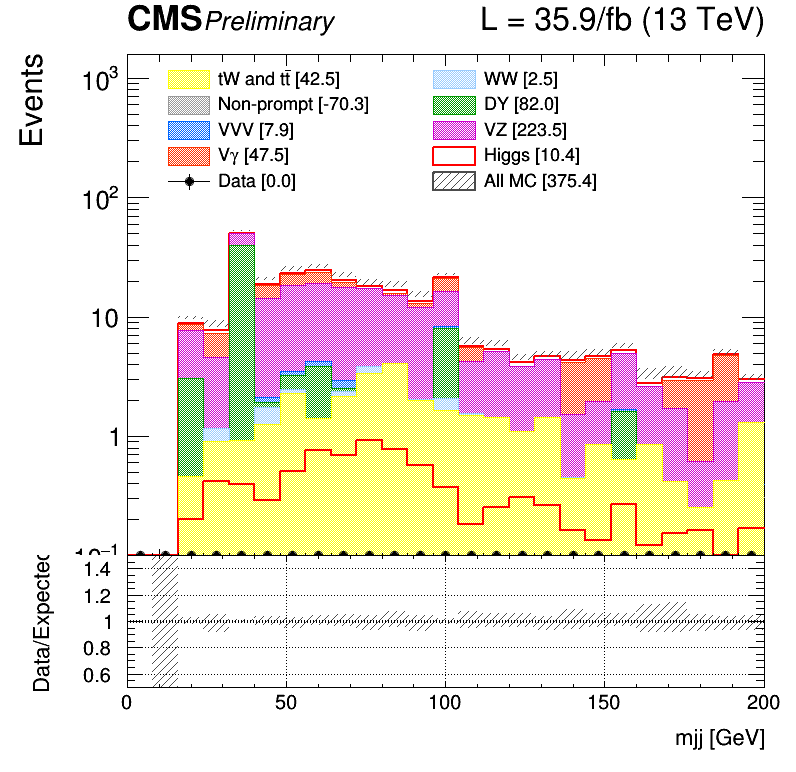 CMS Preliminary L = 35.9/fb (13 TeV)
Events
10³
10²
10
1
10⁻¹
tW and tt̄ [42.5]
Non-prompt [-70.3]
VVV [7.9]
Vγ [47.5]
Data [0.0]
WW [2.5]
DY [82.0]
VZ [223.5]
Higgs [10.4]
All MC [375.4]
Data/Expected
1.4
1.2
1
0.8
0.6
0 50 100 150 200
mjj [GeV]